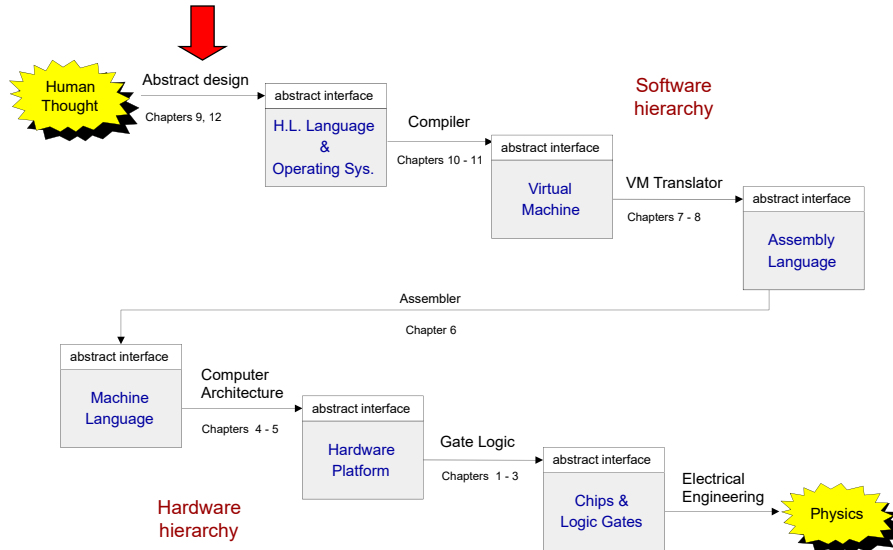 Human
Thought
Abstract design
Chapters 9, 12
abstract interface
H.L. Language
&
Operating Sys.
Compiler
Chapters 10 - 11
Software
hierarchy
abstract interface
Virtual
Machine
VM Translator
Chapters 7 - 8
abstract interface
Assembly
Language
Assembler
Chapter 6
abstract interface
Machine
Language
Computer
Architecture
Chapters 4 - 5
abstract interface
Hardware
Platform
Gate Logic
Chapters 1 - 3
abstract interface
Chips &
Logic Gates
Electrical
Engineering
Physics
Hardware
hierarchy